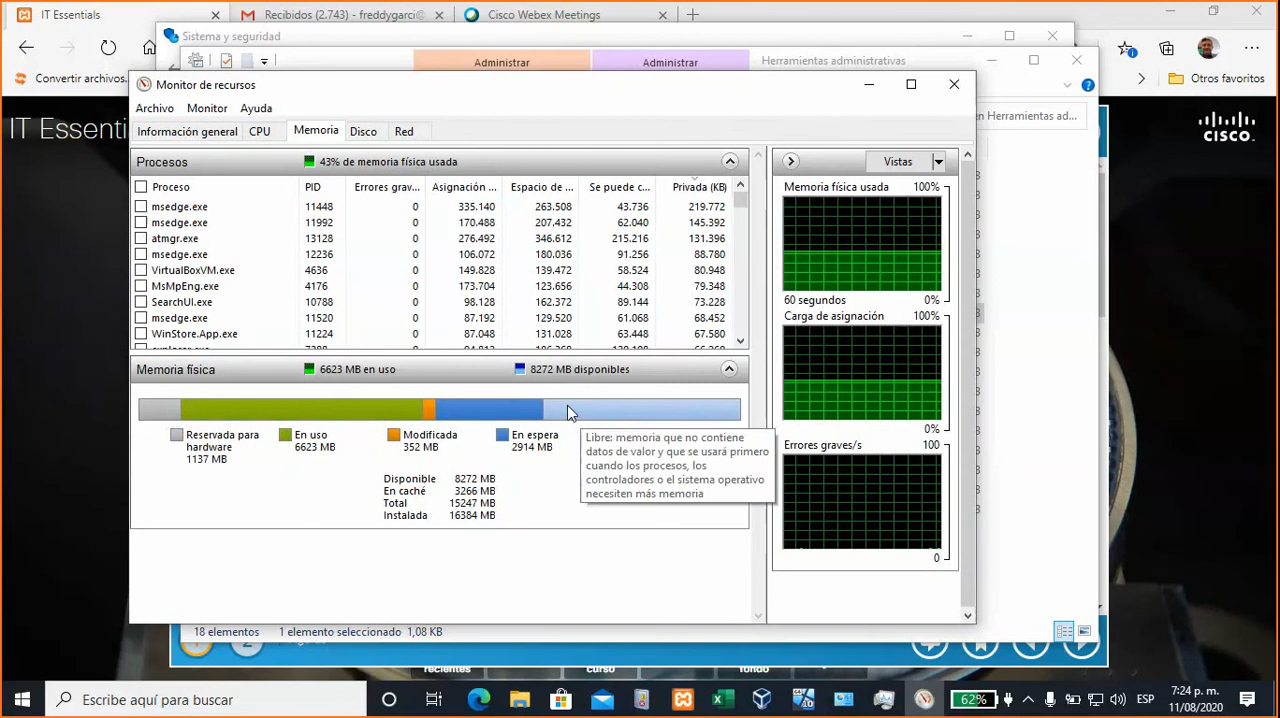 IT Essentials
Recibidos (2.743) - freddygarci@
Cisco Webex Meetings
Sistema y seguridad
Convertir archivos.
Administrar
Administrar
Herramientas administrativas
Otros favoritos
Monitor de recursos
Archivo Monitor Ayuda
en Herramientas ad...
IT Essenti
CISCO
Información general CPU Memoria Disco Red
Procesos 43% de memoria física usada
Vistas
Proceso PID Errores grav... Asignación ... Espacio de ... Se puede c... Privada (KB)
msedge.exe 11448 0 335.140 263.508 43.736 219.772
msedge.exe 11992 0 170.488 207.432 62.040 145.392
atmgr.exe 13128 0 276.492 346.612 215.216 131.396
msedge.exe 12236 0 106.072 180.036 91.256 88.780
VirtualBoxVM.exe 4636 0 149.828 139.472 58.524 80.948
MsMpEng.exe 4176 0 173.704 123.656 44.308 79.348
SearchUI.exe 10788 0 98.128 162.372 89.144 73.228
msedge.exe 11520 0 87.192 129.520 61.068 68.452
WinStore.App.exe 11224 0 87.048 131.028 63.448 67.580
Memoria física usada 100%
60 segundos 0%
Carga de asignación 100%
0%
Errores graves/s 100
0
Memoria física 6623 MB en uso 8272 MB disponibles
Reservada para
hardware
1137 MB
En uso
6623 MB
Modificada
352 MB
En espera
2914 MB
Libre: memoria que no contiene
datos de valor y que se usará primero
cuando los procesos, los
controladores o el sistema operativo
necesiten más memoria
Disponible 8272 MB
En caché 3266 MB
Total 15247 MB
Instalada 16384 MB
18 elementos 1 elemento seleccionado 1,08 KB
recientes
curso
fondo
Escribe aquí para buscar
62%
ESP
7:24 p. m.
11/08/2020